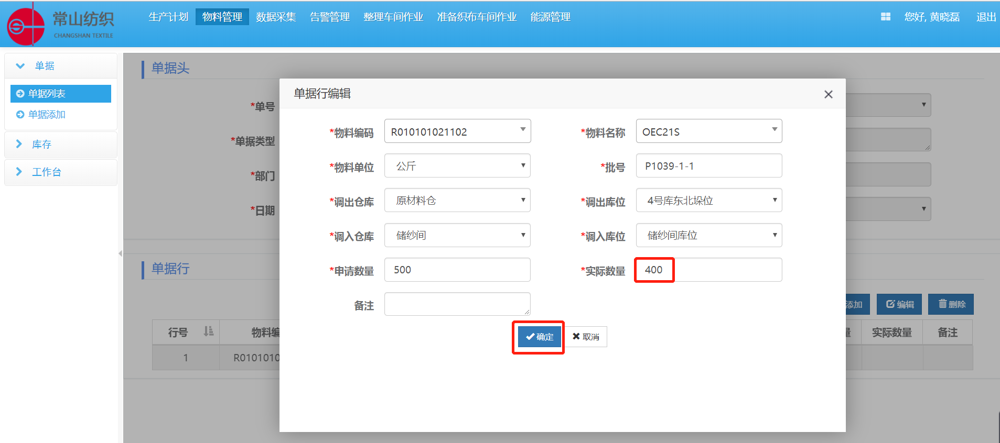 常山纺织
CHANGSHAN TEXTILE
生产计划 物料管理 数据采集 告警管理 整理车间作业 准备织布车间作业 能源管理
您好, 黄晓磊 退出
单据
单据列表
单据添加
库存
工作台
单据头
*单号
*单据类型
*部门
*日期
单据行编辑
*物料编码 R010101021102 *物料名称 OEC21S
*物料单位 公斤 *批号 P1039-1-1
*调出仓库 原材料仓 *调出库位 4号库东北垛位
*调入仓库 储纱间 *调入库位 储纱间库位
*申请数量 500 *实际数量 400
备注
确定 取消
单据行
添加 编辑 删除
行号 物料编 量 实际数量 备注
1 R0101010